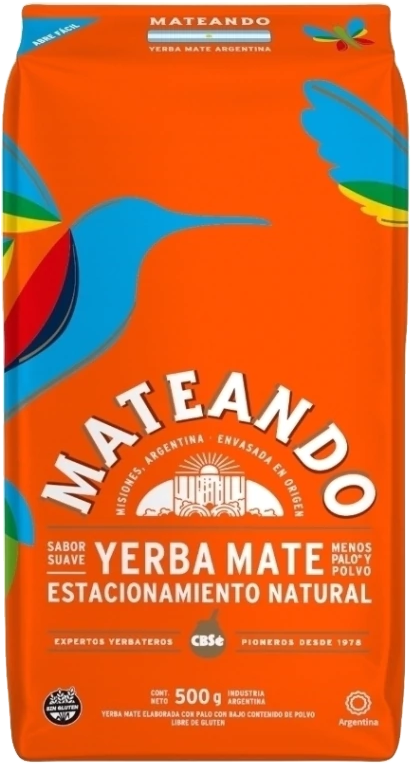 ABRE FÁCIL
MATEANDO
YERBA MATE ARGENTINA
MATEANDO
MISIONES, ARGENTINA · ENVASADA EN ORIGEN
SABOR SUAVE
YERBA MATE
MENOS PALO* Y POLVO
ESTACIONAMIENTO NATURAL
EXPERTOS YERBATEROS
CBSé
PIONEROS DESDE 1978
SIN GLUTEN
CONT. NETO
500 g
INDUSTRIA ARGENTINA
YERBA MATE ELABORADA CON PALO CON BAJO CONTENIDO DE POLVO
LIBRE DE GLUTEN
Argentina